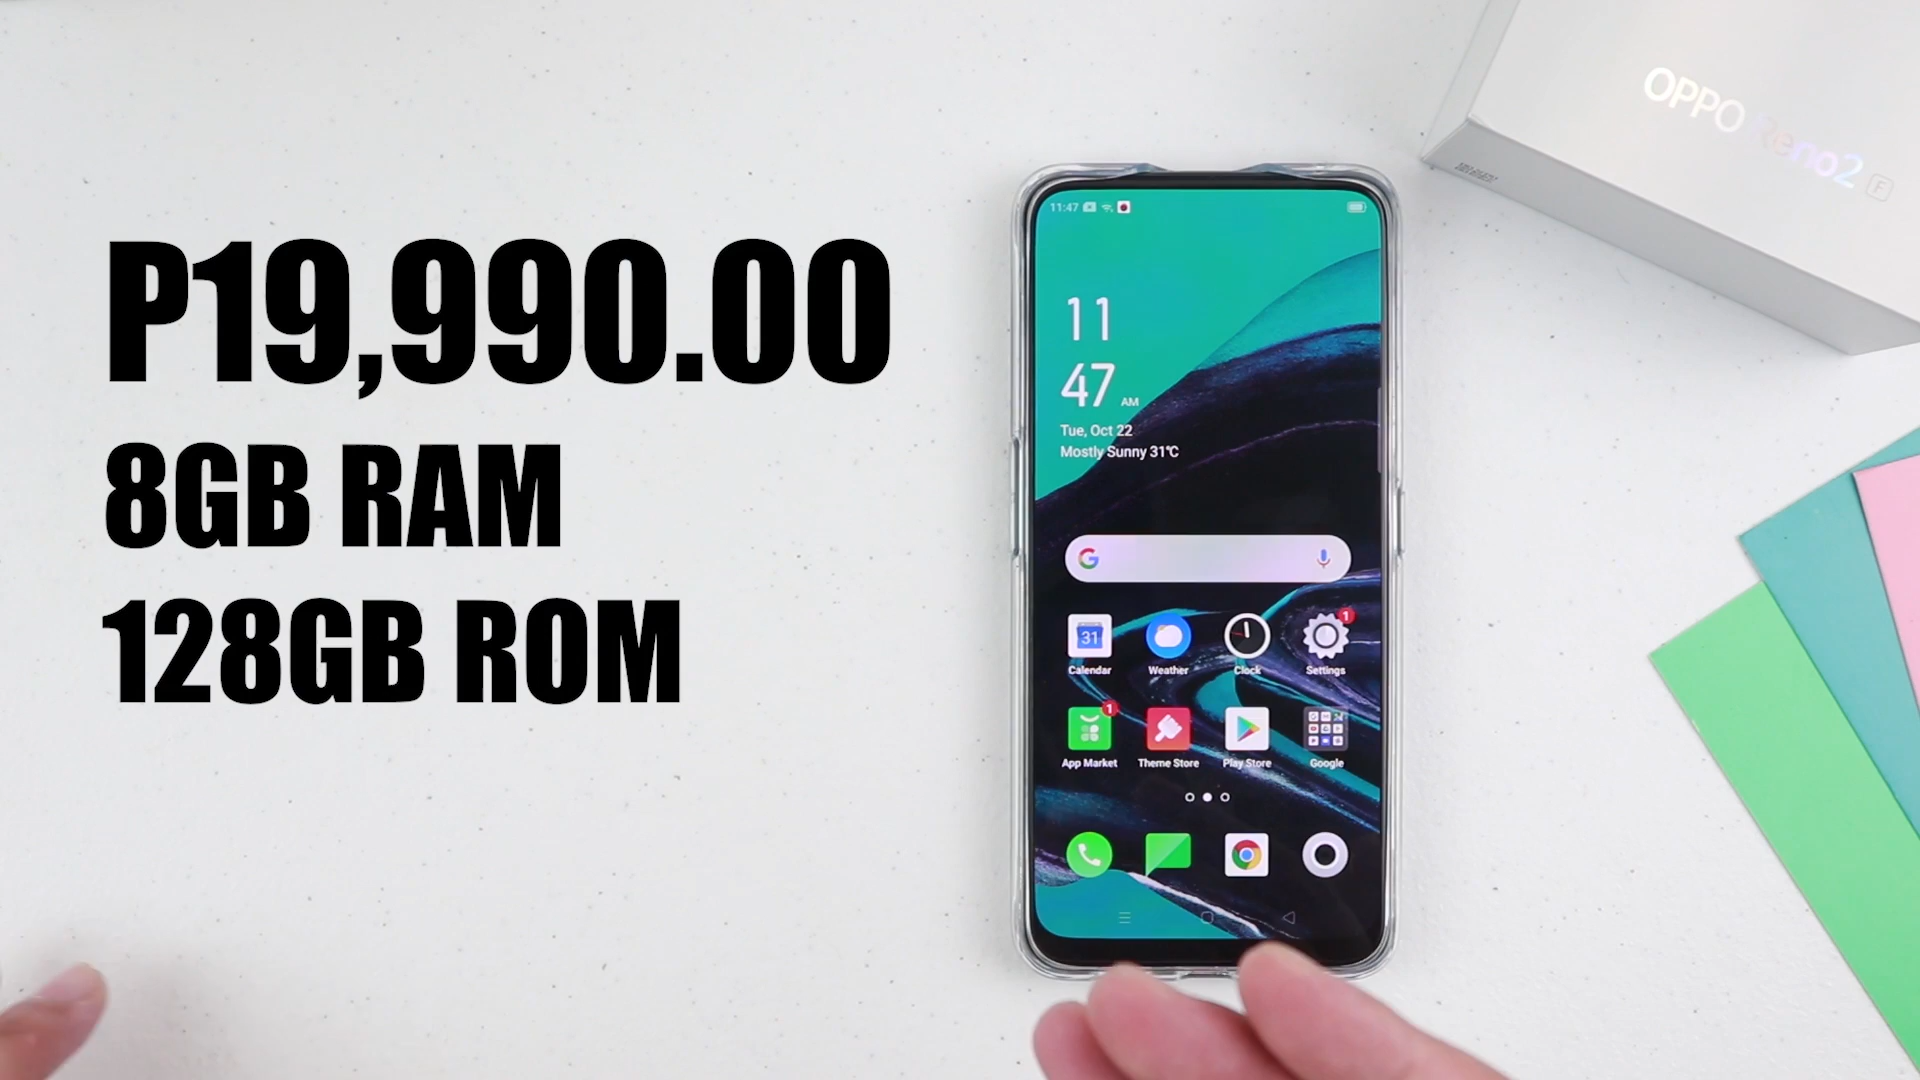 P19,990.00
8GB RAM
128GB ROM
OPPO Reno2 F
11:47
11
47 AM
Tue, Oct 22
Mostly Sunny 31°C
31
1
Calendar
Weather
Clock
Settings
1
App Market
Theme Store
Play Store
Google